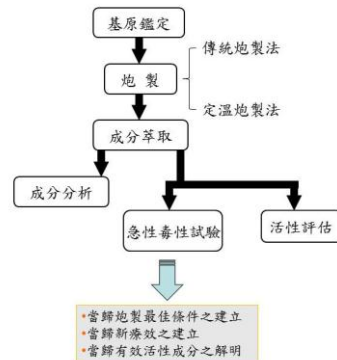 基原鑑定
傳統炮製法
炮 製
定溫炮製法
成分萃取
成分分析
急性毒性試驗
活性評估
•當歸炮製最佳條件之建立
•當歸新療效之建立
•當歸有效活性成分之解明